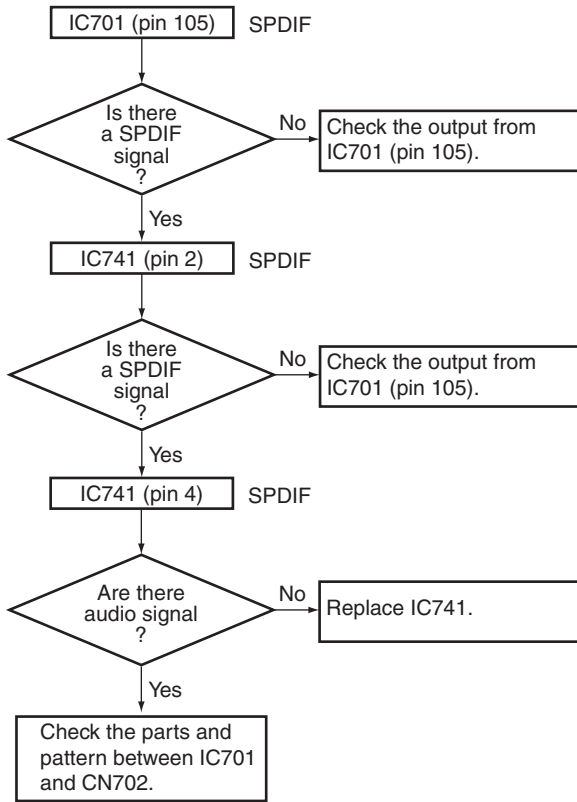 IC701 (pin 105) SPDIF
Is there
a SPDIF
signal
?
No
Check the output from
IC701 (pin 105).
Yes
IC741 (pin 2) SPDIF
Is there
a SPDIF
signal
?
No
Check the output from
IC701 (pin 105).
Yes
IC741 (pin 4) SPDIF
Are there
audio signal
?
No
Replace IC741.
Yes
Check the parts and
pattern between IC701
and CN702.